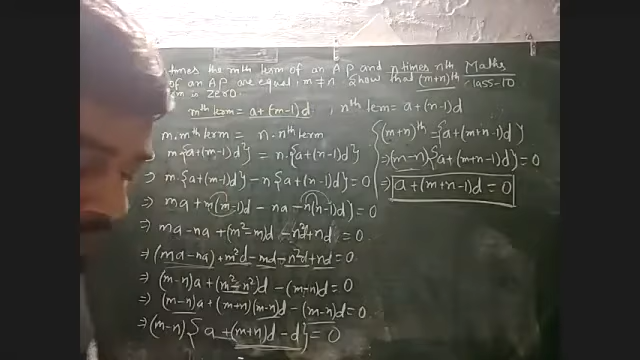 times the mth term of an AP and n times nth Maths
of an AP are equal, m≠n. Show that (m+n)th class-10
is zero.
mth term = a+(m-1)d , nth tem = a+(n-1)d
m.mth term = n.nth term
⇒ m{a+(m-1)d} = n{a+(n-1)d}
⇒ m{a+(m-1)d} - n{a+(n-1)d} = 0
⇒ ma + m(m-1)d - na - n(n-1)d} = 0
⇒ ma - na + (m²-m)d - n²d + nd = 0
⇒ (ma-na) + m²d - md - n²d + nd = 0
⇒ (m-n)a + (m²-n²)d - (m-n)d = 0
⇒ (m-n)a + (m+n)(m-n)d - (m-n)d = 0
⇒ (m-n){a + (m+n)d - d} = 0
(m+n)th = {a+(m+n-1)d}
⇒ (m-n){a+(m+n-1)d} = 0
⇒ a+(m+n-1)d = 0